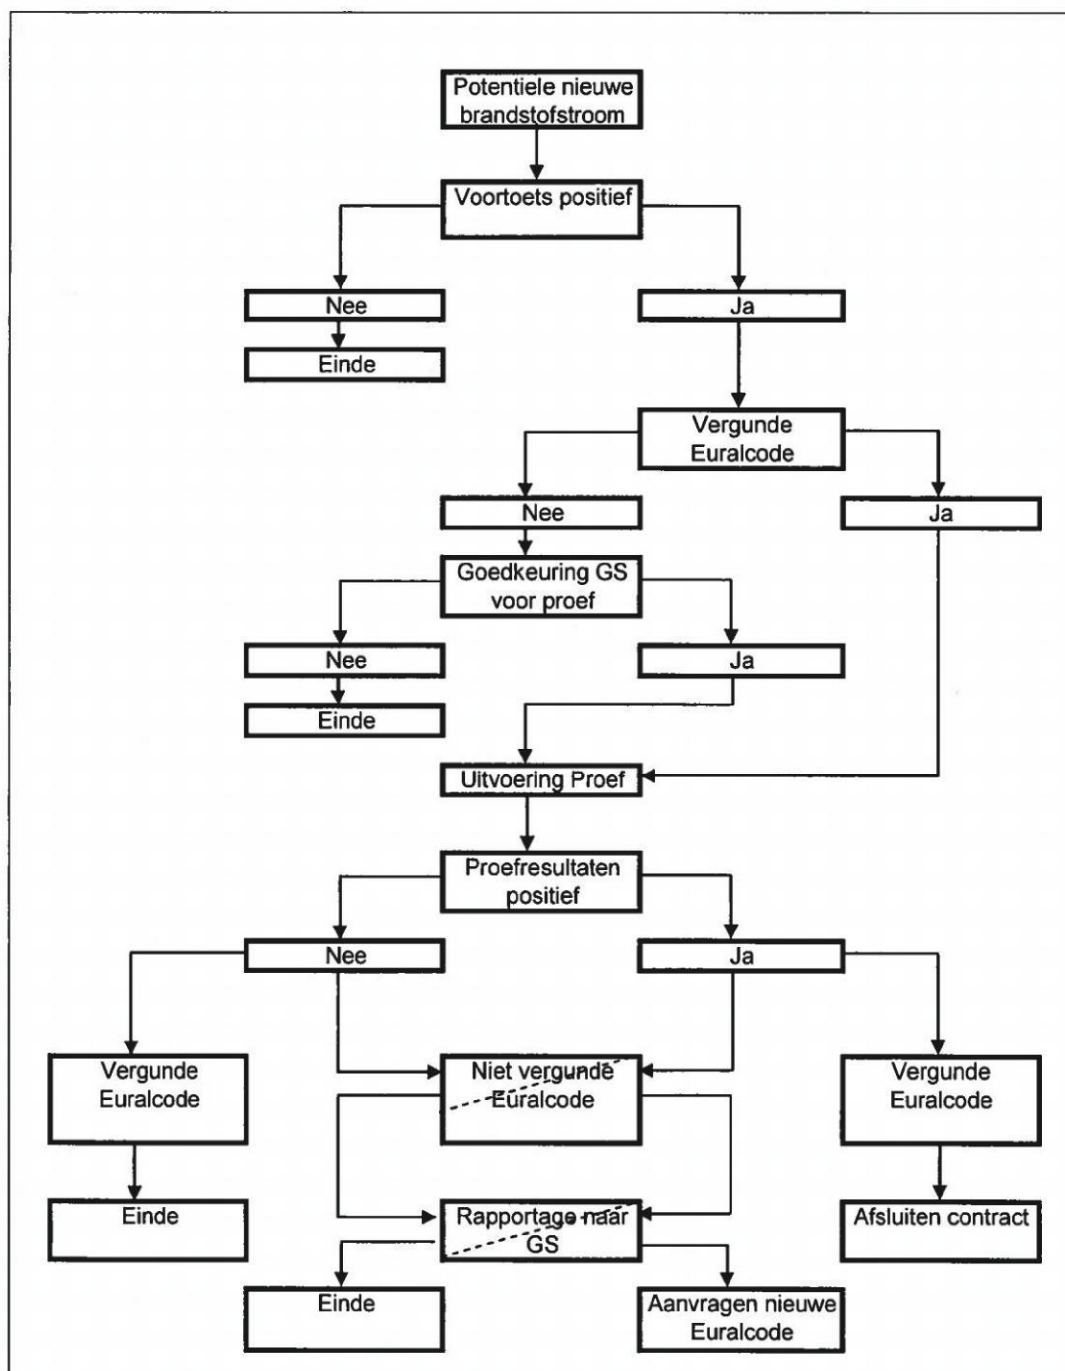 Potentiele nieuwe
brandstofstroom
Voortoets positief
Nee
Ja
Einde
Vergunde
Euralcode
Nee
Ja
Goedkeuring GS
voor proef
Nee
Ja
Einde
Uitvoering Proef
Proefresultaten
positief
Nee
Ja
Vergunde
Euralcode
Niet vergunde
Euralcode
Vergunde
Euralcode
Einde
Rapportage naar
GS
Afsluiten contract
Einde
Aanvragen nieuwe
Euralcode